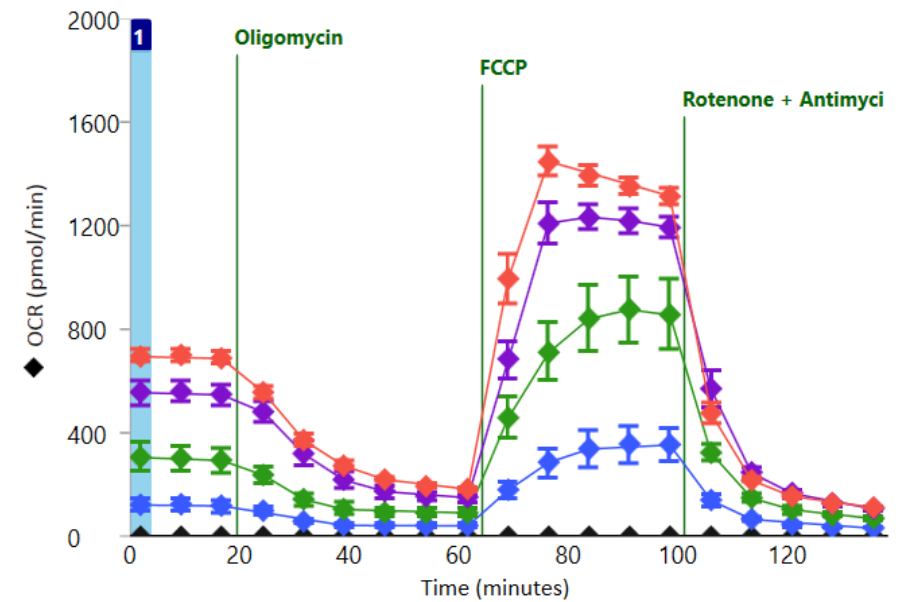 2000
1
Oligomycin
FCCP
Rotenone + Antimyci
1600
1200
800
400
0
OCR (pmol/min)
0 20 40 60 80 100 120
Time (minutes)